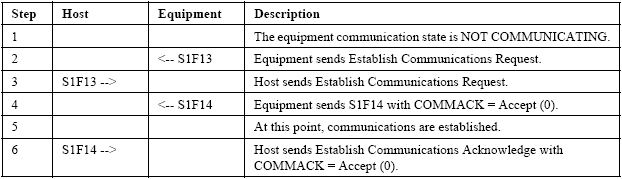 Step Host Equipment Description
1 The equipment communication state is NOT COMMUNICATING.
2 <-- S1F13 Equipment sends Establish Communications Request.
3 S1F13 --> Host sends Establish Communications Request.
4 <-- S1F14 Equipment sends S1F14 with COMMACK = Accept (0).
5 At this point, communications are established.
6 S1F14 --> Host sends Establish Communications Acknowledge with
COMMACK = Accept (0).